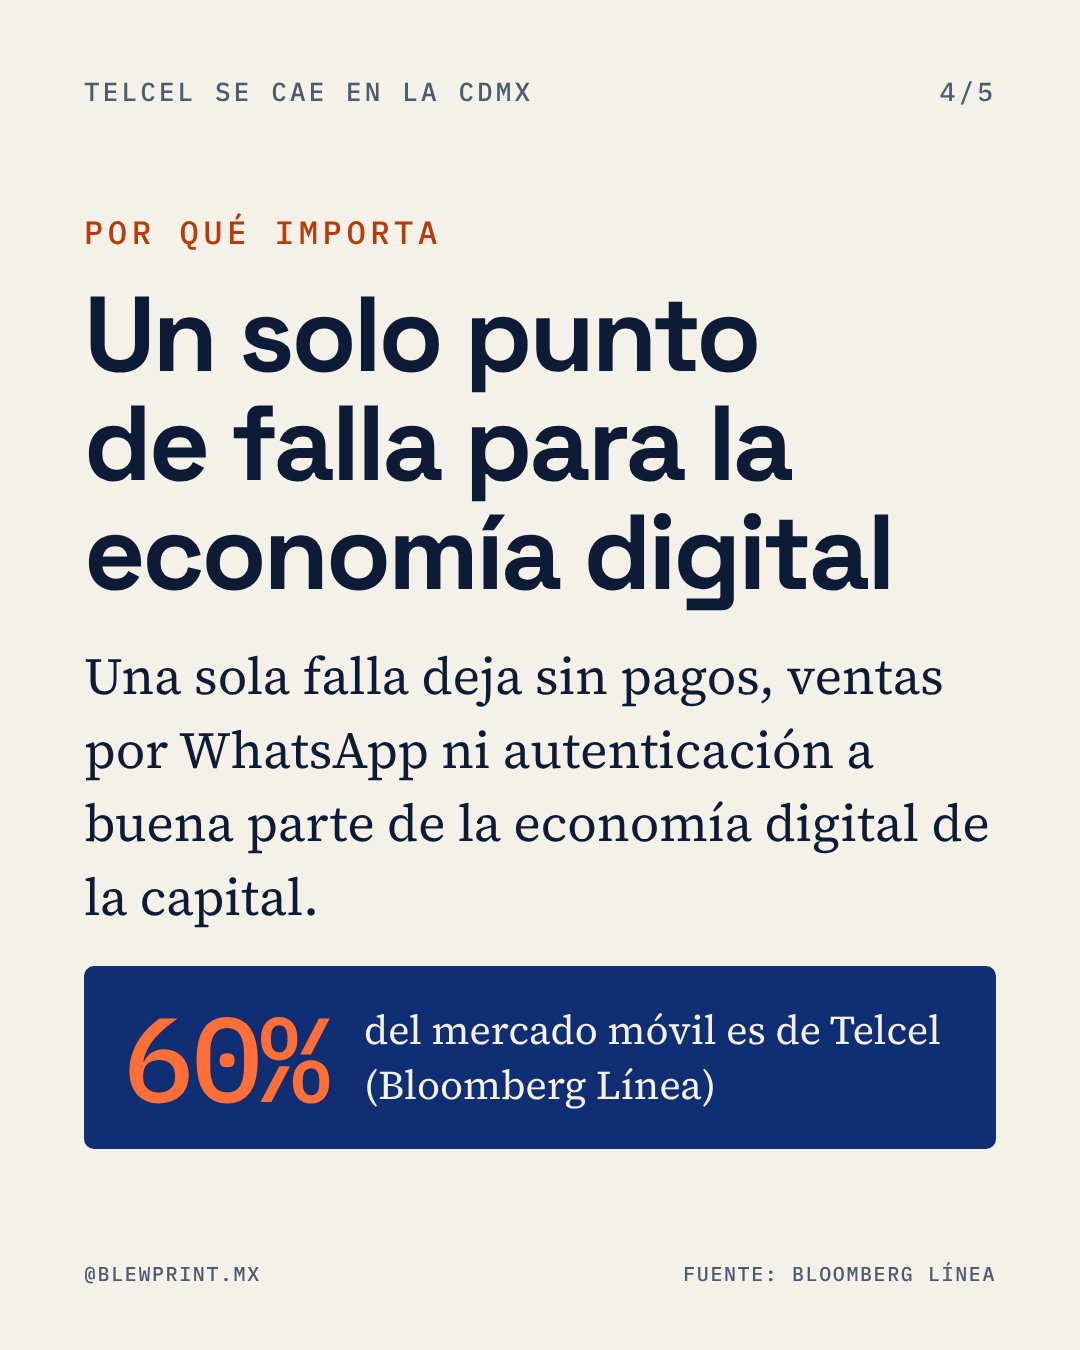 TELCEL SE CAE EN LA CDMX
4/5
POR QUÉ IMPORTA
Un solo punto
de falla para la
economía digital
Una sola falla deja sin pagos, ventas
por WhatsApp ni autenticación a
buena parte de la economía digital de
la capital.
60%
del mercado móvil es de Telcel
(Bloomberg Línea)
@BLEWPRINT.MX
FUENTE: BLOOMBERG LÍNEA